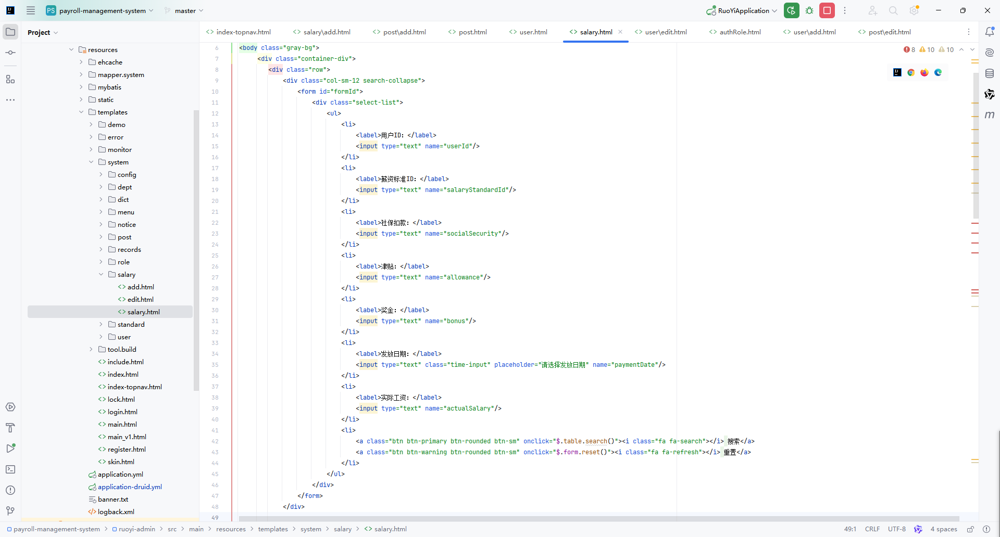 PS payroll-management-system master RuoYiApplication
Project
index-topnav.html salary\add.html post\add.html post.html user.html salary.html user\edit.html authRole.html user\add.html post\edit.html
8 10 10
resources
ehcache
mapper.system
mybatis
static
templates
demo
error
monitor
system
config
dept
dict
menu
notice
post
records
role
salary
add.html
edit.html
salary.html
standard
user
tool.build
include.html
index.html
index-topnav.html
lock.html
login.html
main.html
main_v1.html
register.html
skin.html
application.yml
application-druid.yml
banner.txt
logback.xml
6 <body class="gray-bg">
7 <div class="container-div">
8 <div class="row">
9 <div class="col-sm-12 search-collapse">
10 <form id="formId">
11 <div class="select-list">
12 <ul>
13 <li>
14 <label>用户ID：</label>
15 <input type="text" name="userId"/>
16 </li>
17 <li>
18 <label>薪资标准ID：</label>
19 <input type="text" name="salaryStandardId"/>
20 </li>
21 <li>
22 <label>社保扣款：</label>
23 <input type="text" name="socialSecurity"/>
24 </li>
25 <li>
26 <label>津贴：</label>
27 <input type="text" name="allowance"/>
28 </li>
29 <li>
30 <label>奖金：</label>
31 <input type="text" name="bonus"/>
32 </li>
33 <li>
34 <label>发放日期：</label>
35 <input type="text" class="time-input" placeholder="请选择发放日期" name="paymentDate"/>
36 </li>
37 <li>
38 <label>实际工资：</label>
39 <input type="text" name="actualSalary"/>
40 </li>
41 <li>
42 <a class="btn btn-primary btn-rounded btn-sm" onclick="$.table.search()"><i class="fa fa-search"></i> 搜索</a>
43 <a class="btn btn-warning btn-rounded btn-sm" onclick="$.form.reset()"><i class="fa fa-refresh"></i> 重置</a>
44 </li>
45 </ul>
46 </div>
47 </form>
48 </div>
49
payroll-management-system > ruoyi-admin > src > main > resources > templates > system > salary > salary.html 49:1 CRLF UTF-8 4 spaces